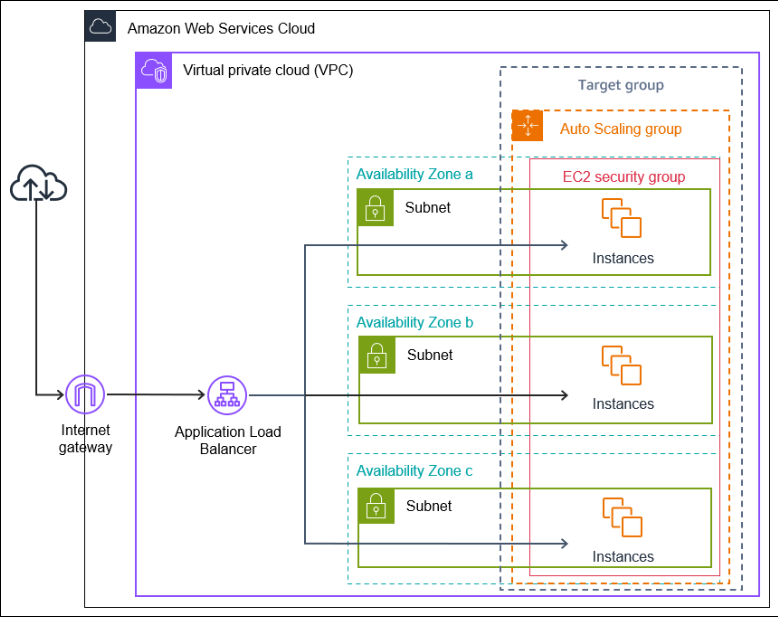 Amazon Web Services Cloud
Virtual private cloud (VPC)
Target group
Auto Scaling group
Availability Zone a
EC2 security group
Subnet
Instances
Availability Zone b
Subnet
Instances
Internet
gateway
Application Load
Balancer
Availability Zone c
Subnet
Instances